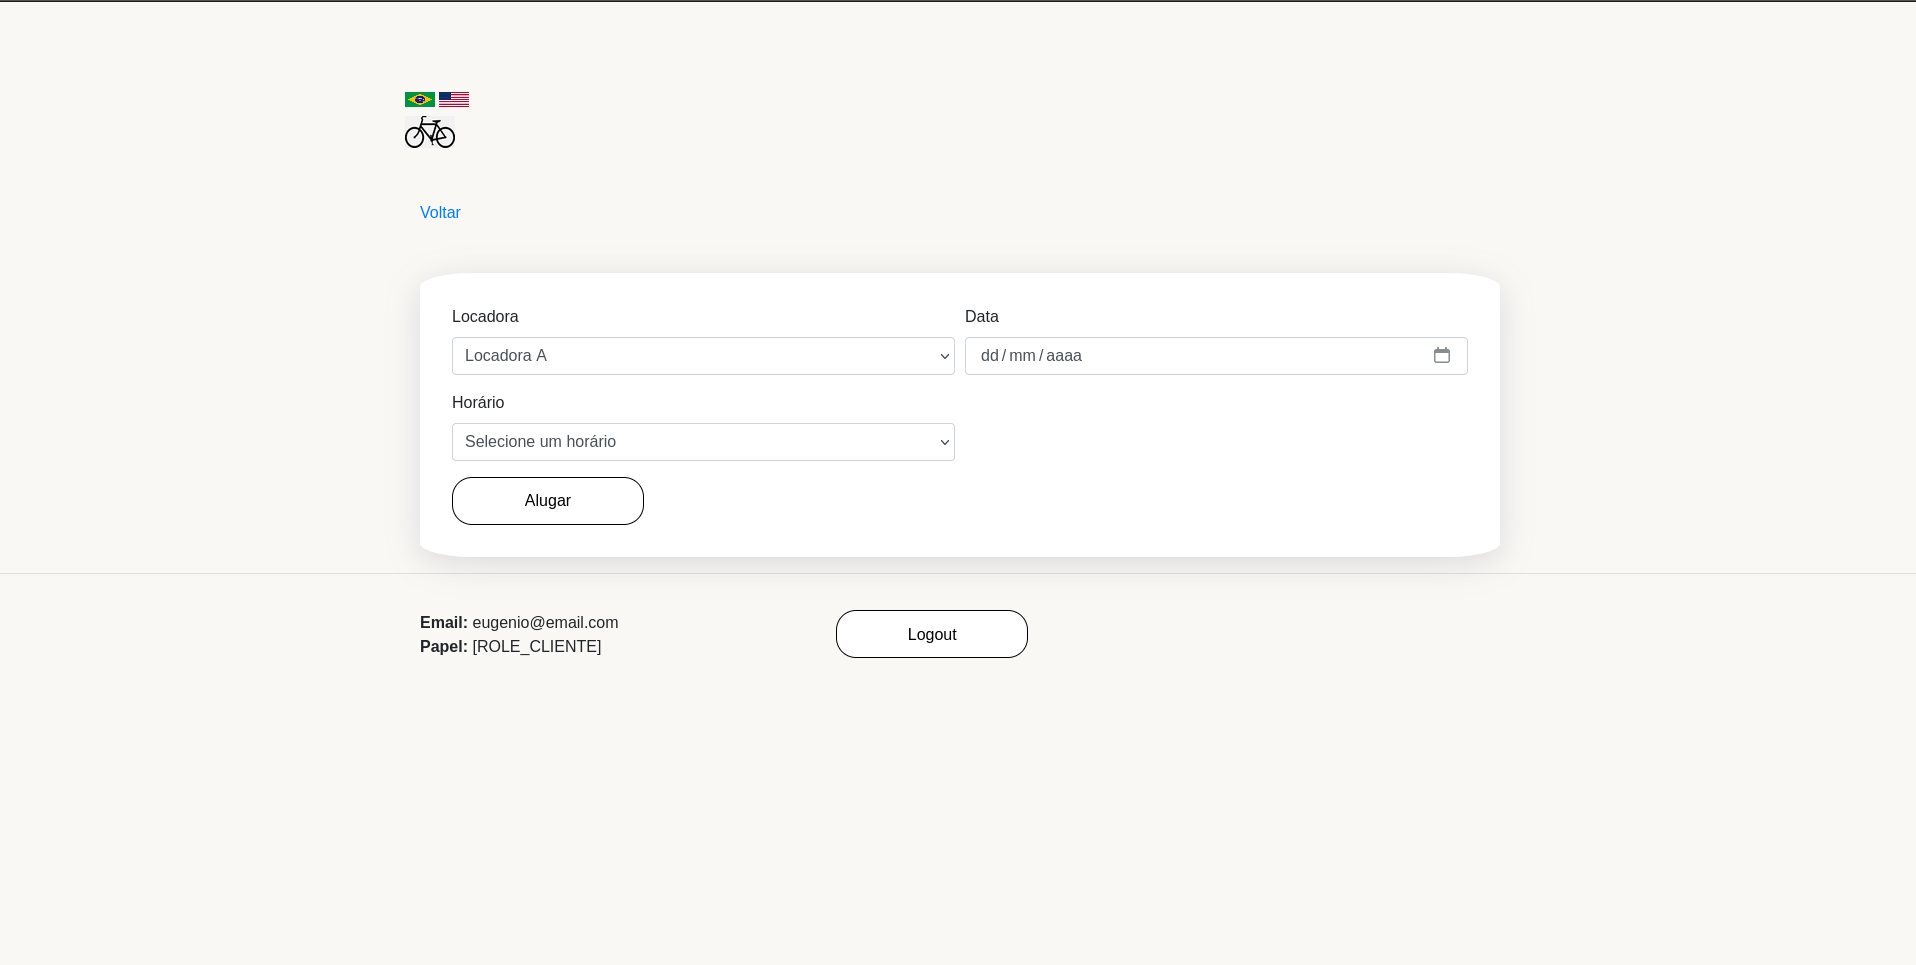 Voltar
Locadora
Data
Locadora A
dd/mm/aaaa
Horário
Selecione um horário
Alugar
Email: eugenio@email.com
Papel: [ROLE_CLIENTE]
Logout